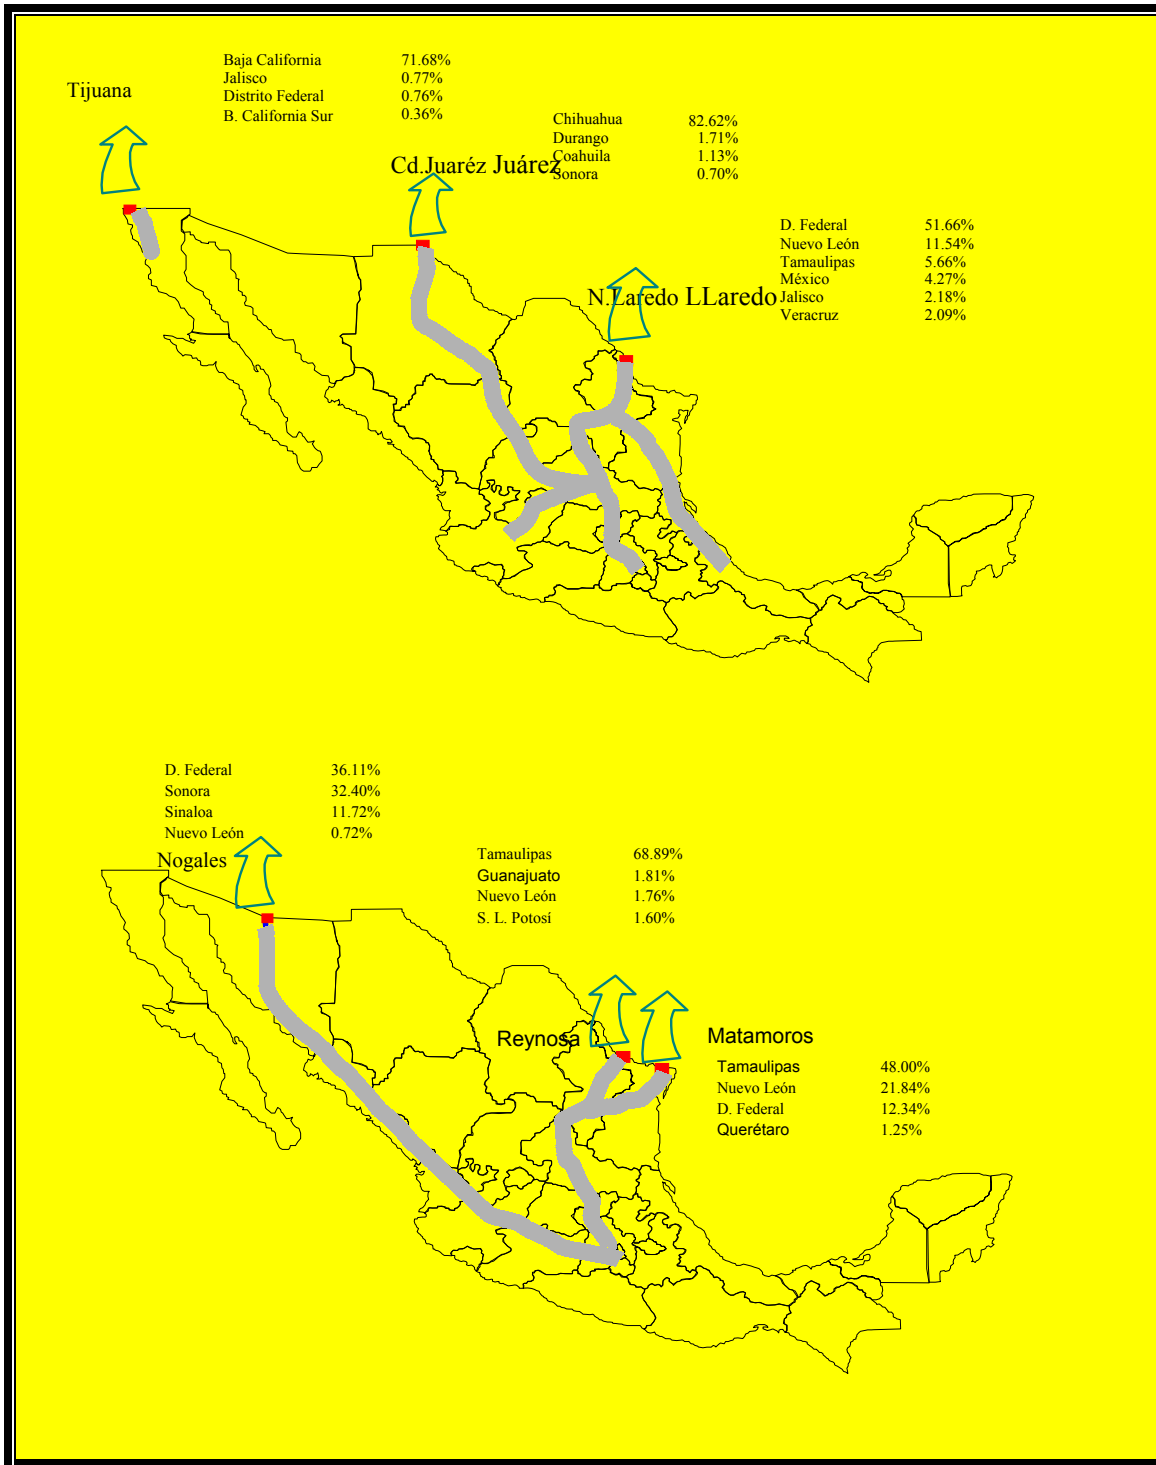 Baja California 71.68%
Jalisco 0.77%
Distrito Federal 0.76%
B. California Sur 0.36%
Tijuana
Chihuahua 82.62%
Durango 1.71%
Coahuila 1.13%
Sonora 0.70%
Cd.Juaréz Juárez
D. Federal 51.66%
Nuevo León 11.54%
Tamaulipas 5.66%
México 4.27%
Jalisco 2.18%
Veracruz 2.09%
N.Laredo LLaredo
D. Federal 36.11%
Sonora 32.40%
Sinaloa 11.72%
Nuevo León 0.72%
Nogales
Tamaulipas 68.89%
Guanajuato 1.81%
Nuevo León 1.76%
S. L. Potosí 1.60%
Reynosa
Matamoros
Tamaulipas 48.00%
Nuevo León 21.84%
D. Federal 12.34%
Querétaro 1.25%